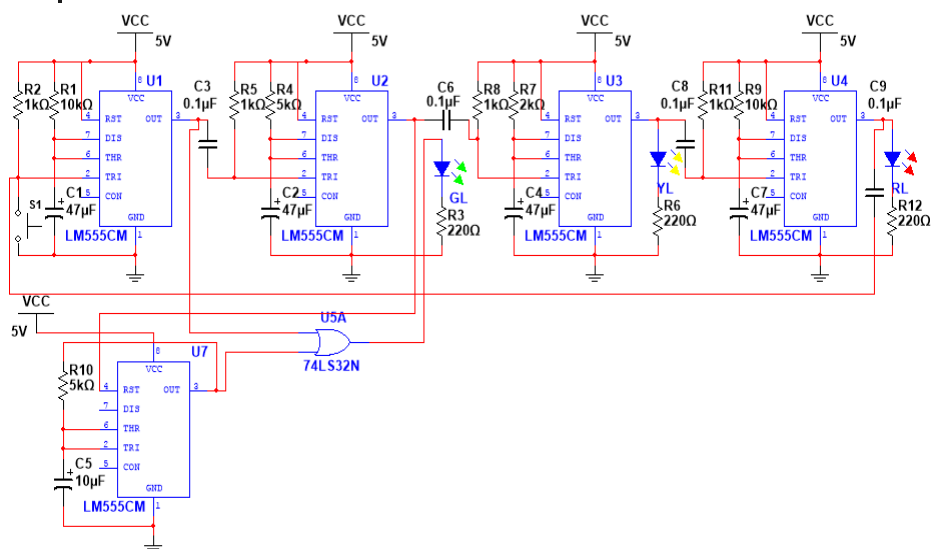 VCC
5V
VCC
5V
VCC
5V
VCC
5V
R2
1kΩ
R1
10kΩ
U1
8
VCC
4
RST
OUT
3
7
DIS
6
THR
2
TRI
5
CON
GND
1
LM555CM
S1
C1
47µF
C3
0.1µF
R5
1kΩ
R4
5kΩ
U2
8
VCC
4
RST
OUT
3
7
DIS
6
THR
2
TRI
5
CON
GND
1
LM555CM
C2
47µF
C6
0.1µF
GL
R3
220Ω
R8
1kΩ
R7
2kΩ
U3
8
VCC
4
RST
OUT
3
7
DIS
6
THR
2
TRI
5
CON
GND
1
LM555CM
C4
47µF
YL
R6
220Ω
C8
0.1µF
R11
1kΩ
R9
10kΩ
U4
8
VCC
4
RST
OUT
3
7
DIS
6
THR
2
TRI
5
CON
GND
1
LM555CM
C7
47µF
C9
0.1µF
RL
R12
220Ω
VCC
5V
U5A
74LS32N
R10
5kΩ
U7
8
VCC
4
RST
OUT
3
7
DIS
6
THR
2
TRI
5
CON
GND
1
LM555CM
C5
10µF